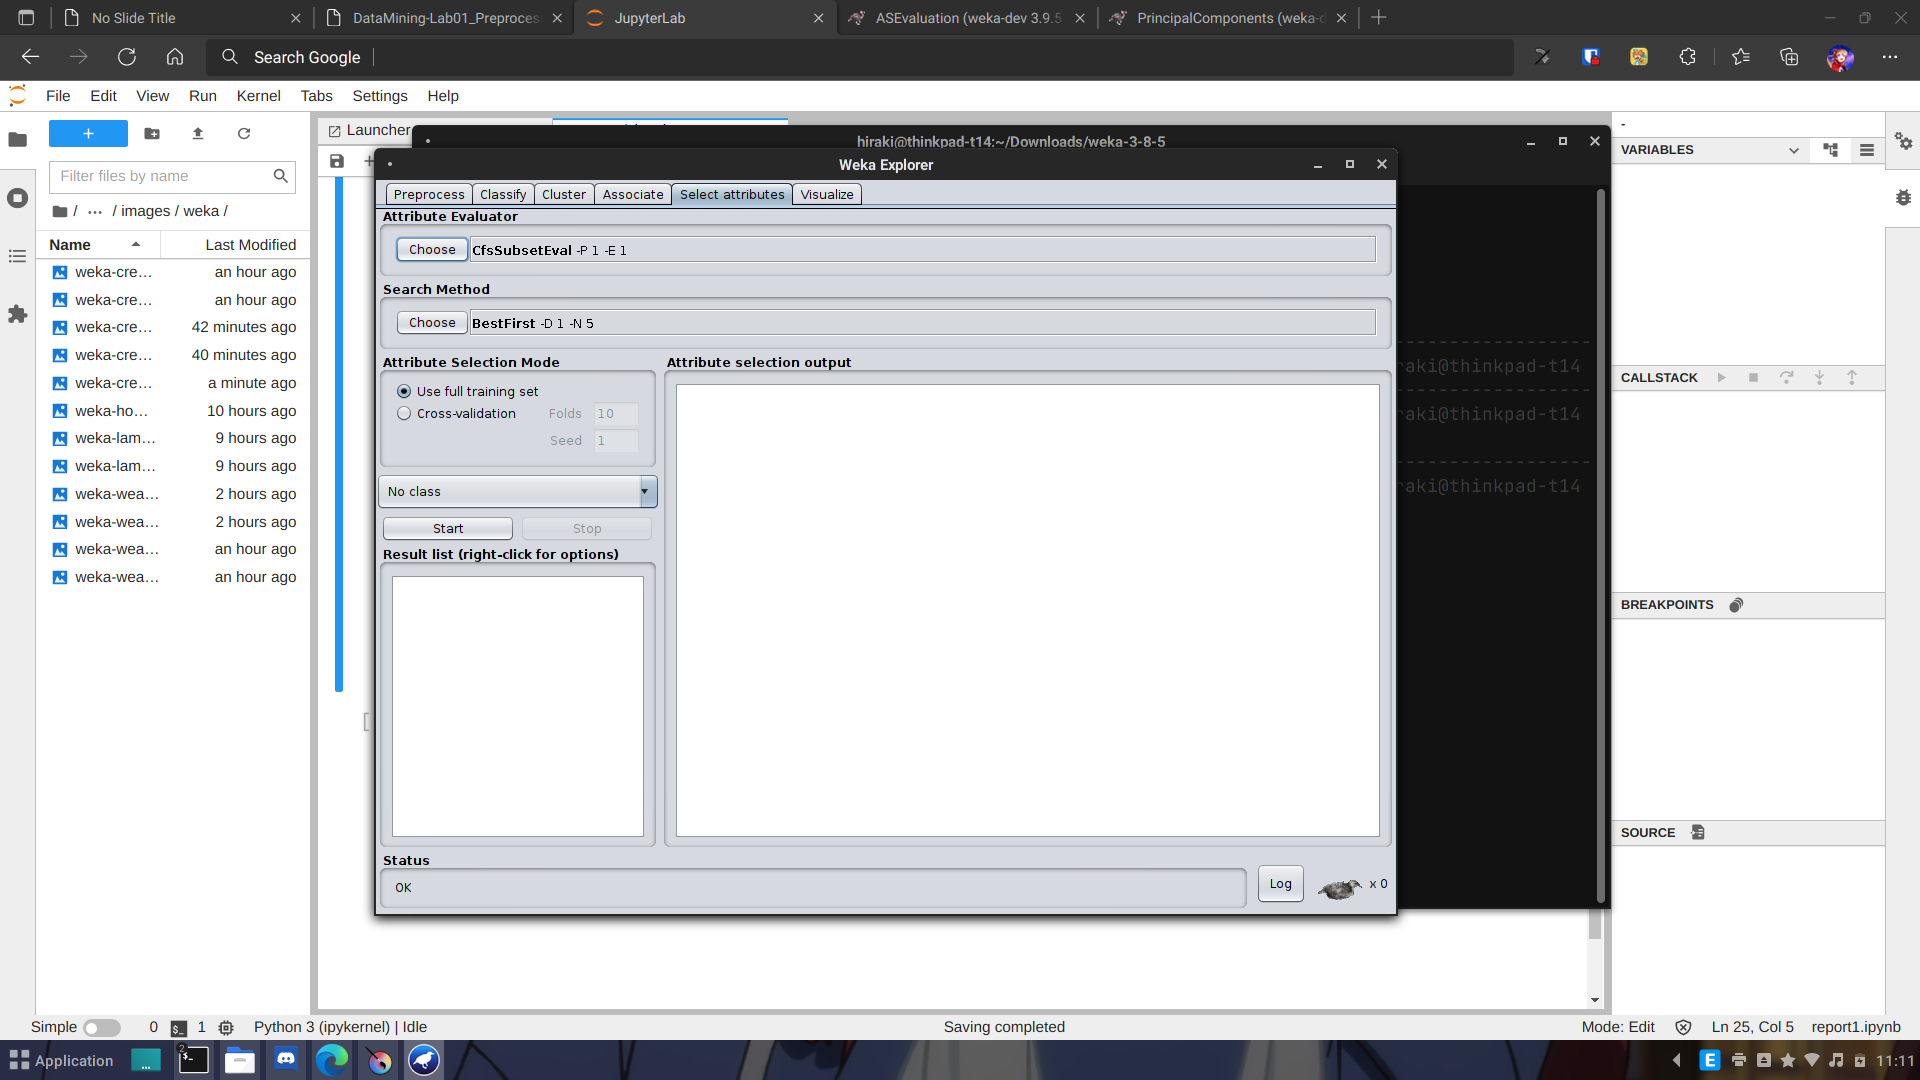 No Slide Title
DataMining-Lab01_Preproces
JupyterLab
ASEvaluation (weka-dev 3.9.5
PrincipalComponents (weka-d
Search Google
File Edit View Run Kernel Tabs Settings Help
Filter files by name
/ ... / images / weka /
Name Last Modified
weka-cre... an hour ago
weka-cre... an hour ago
weka-cre... 42 minutes ago
weka-cre... 40 minutes ago
weka-cre... a minute ago
weka-ho... 10 hours ago
weka-lam... 9 hours ago
weka-lam... 9 hours ago
weka-wea... 2 hours ago
weka-wea... 2 hours ago
weka-wea... an hour ago
weka-wea... an hour ago
Launcher
hiraki@thinkpad-t14:~/Downloads/weka-3-8-5
Weka Explorer
Preprocess Classify Cluster Associate Select attributes Visualize
Attribute Evaluator
Choose CfsSubsetEval -P 1 -E 1
Search Method
Choose BestFirst -D 1 -N 5
Attribute Selection Mode
Use full training set
Cross-validation Folds 10
Seed 1
No class
Start Stop
Result list (right-click for options)
Attribute selection output
Status
OK
Log
x 0
raki@thinkpad-t14
raki@thinkpad-t14
raki@thinkpad-t14
-
VARIABLES
CALLSTACK
BREAKPOINTS
SOURCE
Simple 0 1 Python 3 (ipykernel) | Idle
Saving completed
Mode: Edit Ln 25, Col 5 report1.ipynb
Application
2
E
11:11